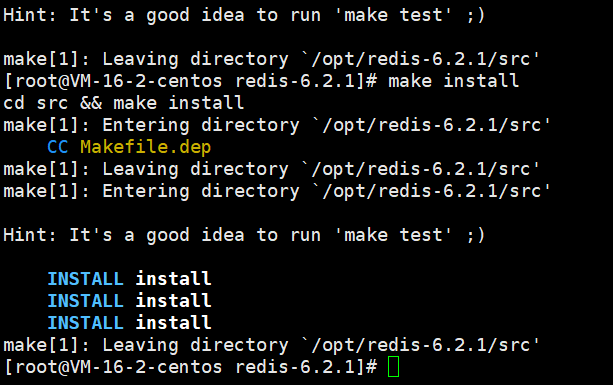 Hint: It's a good idea to run 'make test' ;)
make[1]: Leaving directory `/opt/redis-6.2.1/src'
[root@VM-16-2-centos redis-6.2.1]# make install
cd src && make install
make[1]: Entering directory `/opt/redis-6.2.1/src'
CC Makefile.dep
make[1]: Leaving directory `/opt/redis-6.2.1/src'
make[1]: Entering directory `/opt/redis-6.2.1/src'
Hint: It's a good idea to run 'make test' ;)
INSTALL install
INSTALL install
INSTALL install
make[1]: Leaving directory `/opt/redis-6.2.1/src'
[root@VM-16-2-centos redis-6.2.1]#